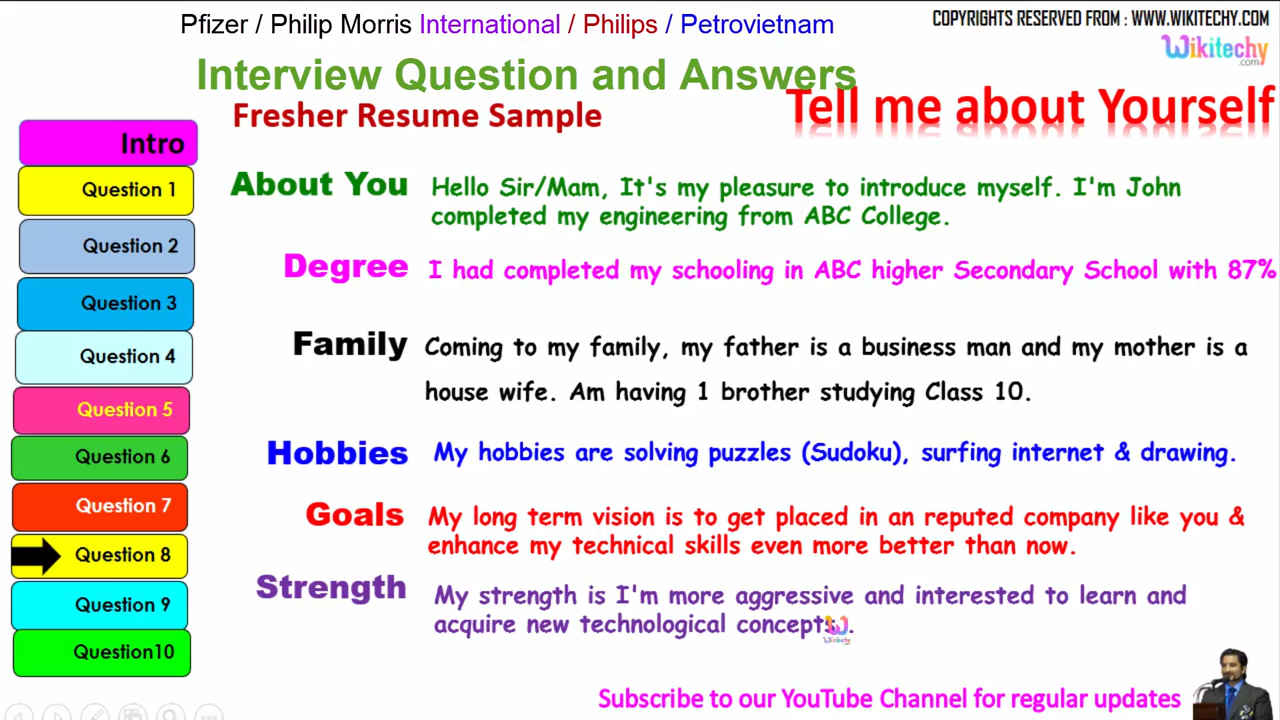 Pfizer / Philip Morris International / Philips / Petrovietnam
COPYRIGHTS RESERVED FROM : WWW.WIKITECHY.COM
Wikitechy
.com
Interview Question and Answers
Fresher Resume Sample
Tell me about Yourself
Intro
Question 1
Question 2
Question 3
Question 4
Question 5
Question 6
Question 7
Question 8
Question 9
Question10
About You
Hello Sir/Mam, It's my pleasure to introduce myself. I'm John
completed my engineering from ABC College.
Degree
I had completed my schooling in ABC higher Secondary School with 87%
Family
Coming to my family, my father is a business man and my mother is a
house wife. Am having 1 brother studying Class 10.
Hobbies
My hobbies are solving puzzles (Sudoku), surfing internet & drawing.
Goals
My long term vision is to get placed in an reputed company like you &
enhance my technical skills even more better than now.
Strength
My strength is I'm more aggressive and interested to learn and
acquire new technological concepts.
Wikitechy
Subscribe to our YouTube Channel for regular updates